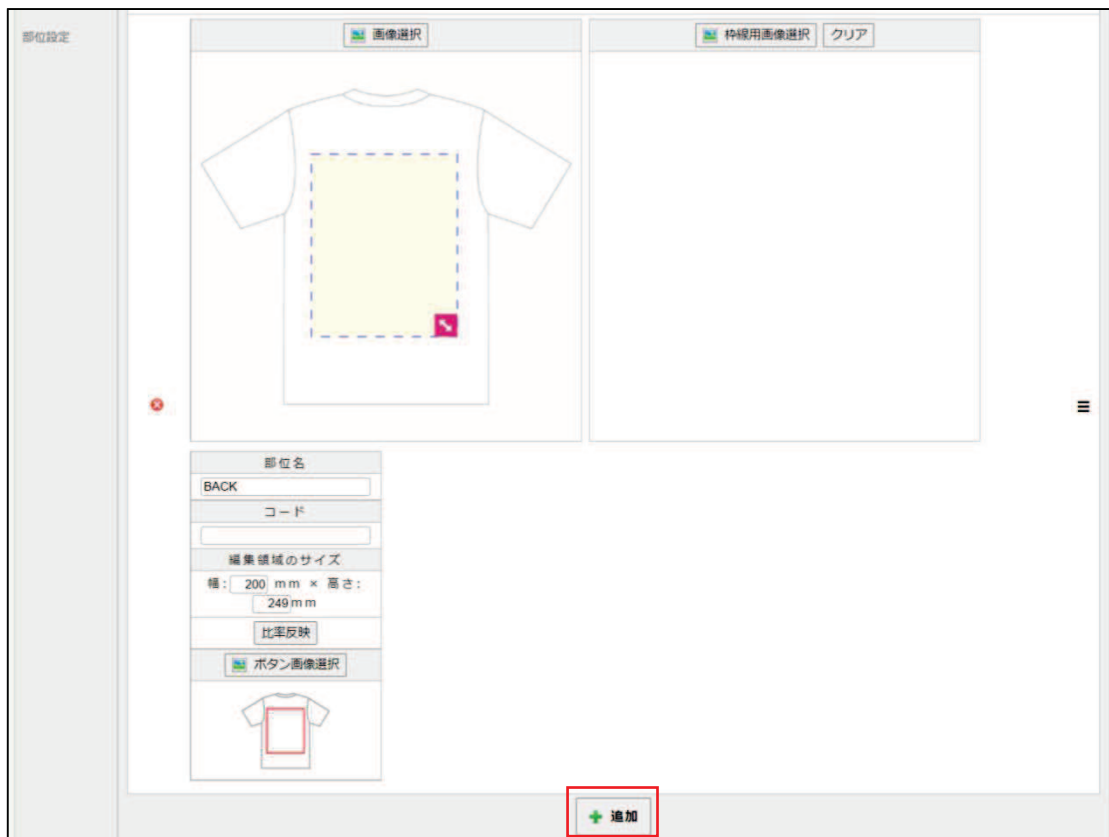 部位設定
画像選択
枠線用画像選択 クリア
部位名
BACK
コード
編集領域のサイズ
幅: 200 mm × 高さ:
249mm
比率反映
ボタン画像選択
追加